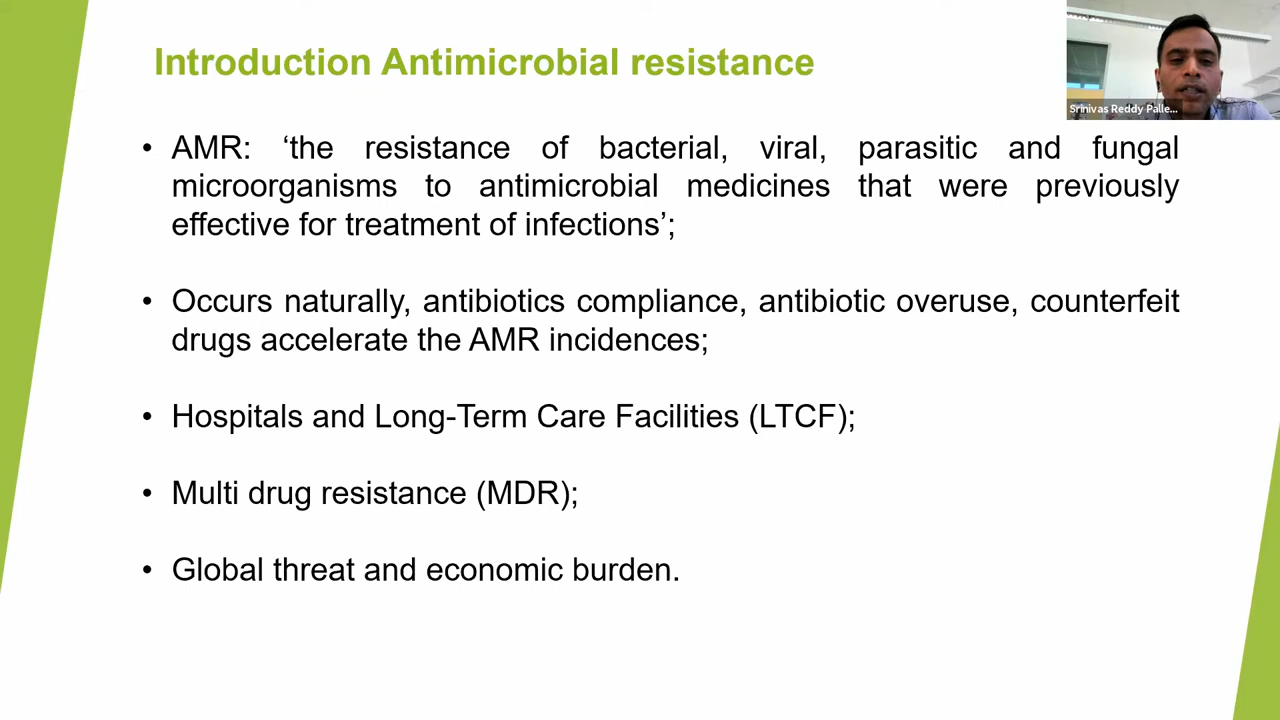 Introduction Antimicrobial resistance
Srinivas Reddy Palle...
• AMR: ‘the resistance of bacterial, viral, parasitic and fungal
microorganisms to antimicrobial medicines that were previously
effective for treatment of infections’;
• Occurs naturally, antibiotics compliance, antibiotic overuse, counterfeit
drugs accelerate the AMR incidences;
• Hospitals and Long-Term Care Facilities (LTCF);
• Multi drug resistance (MDR);
• Global threat and economic burden.